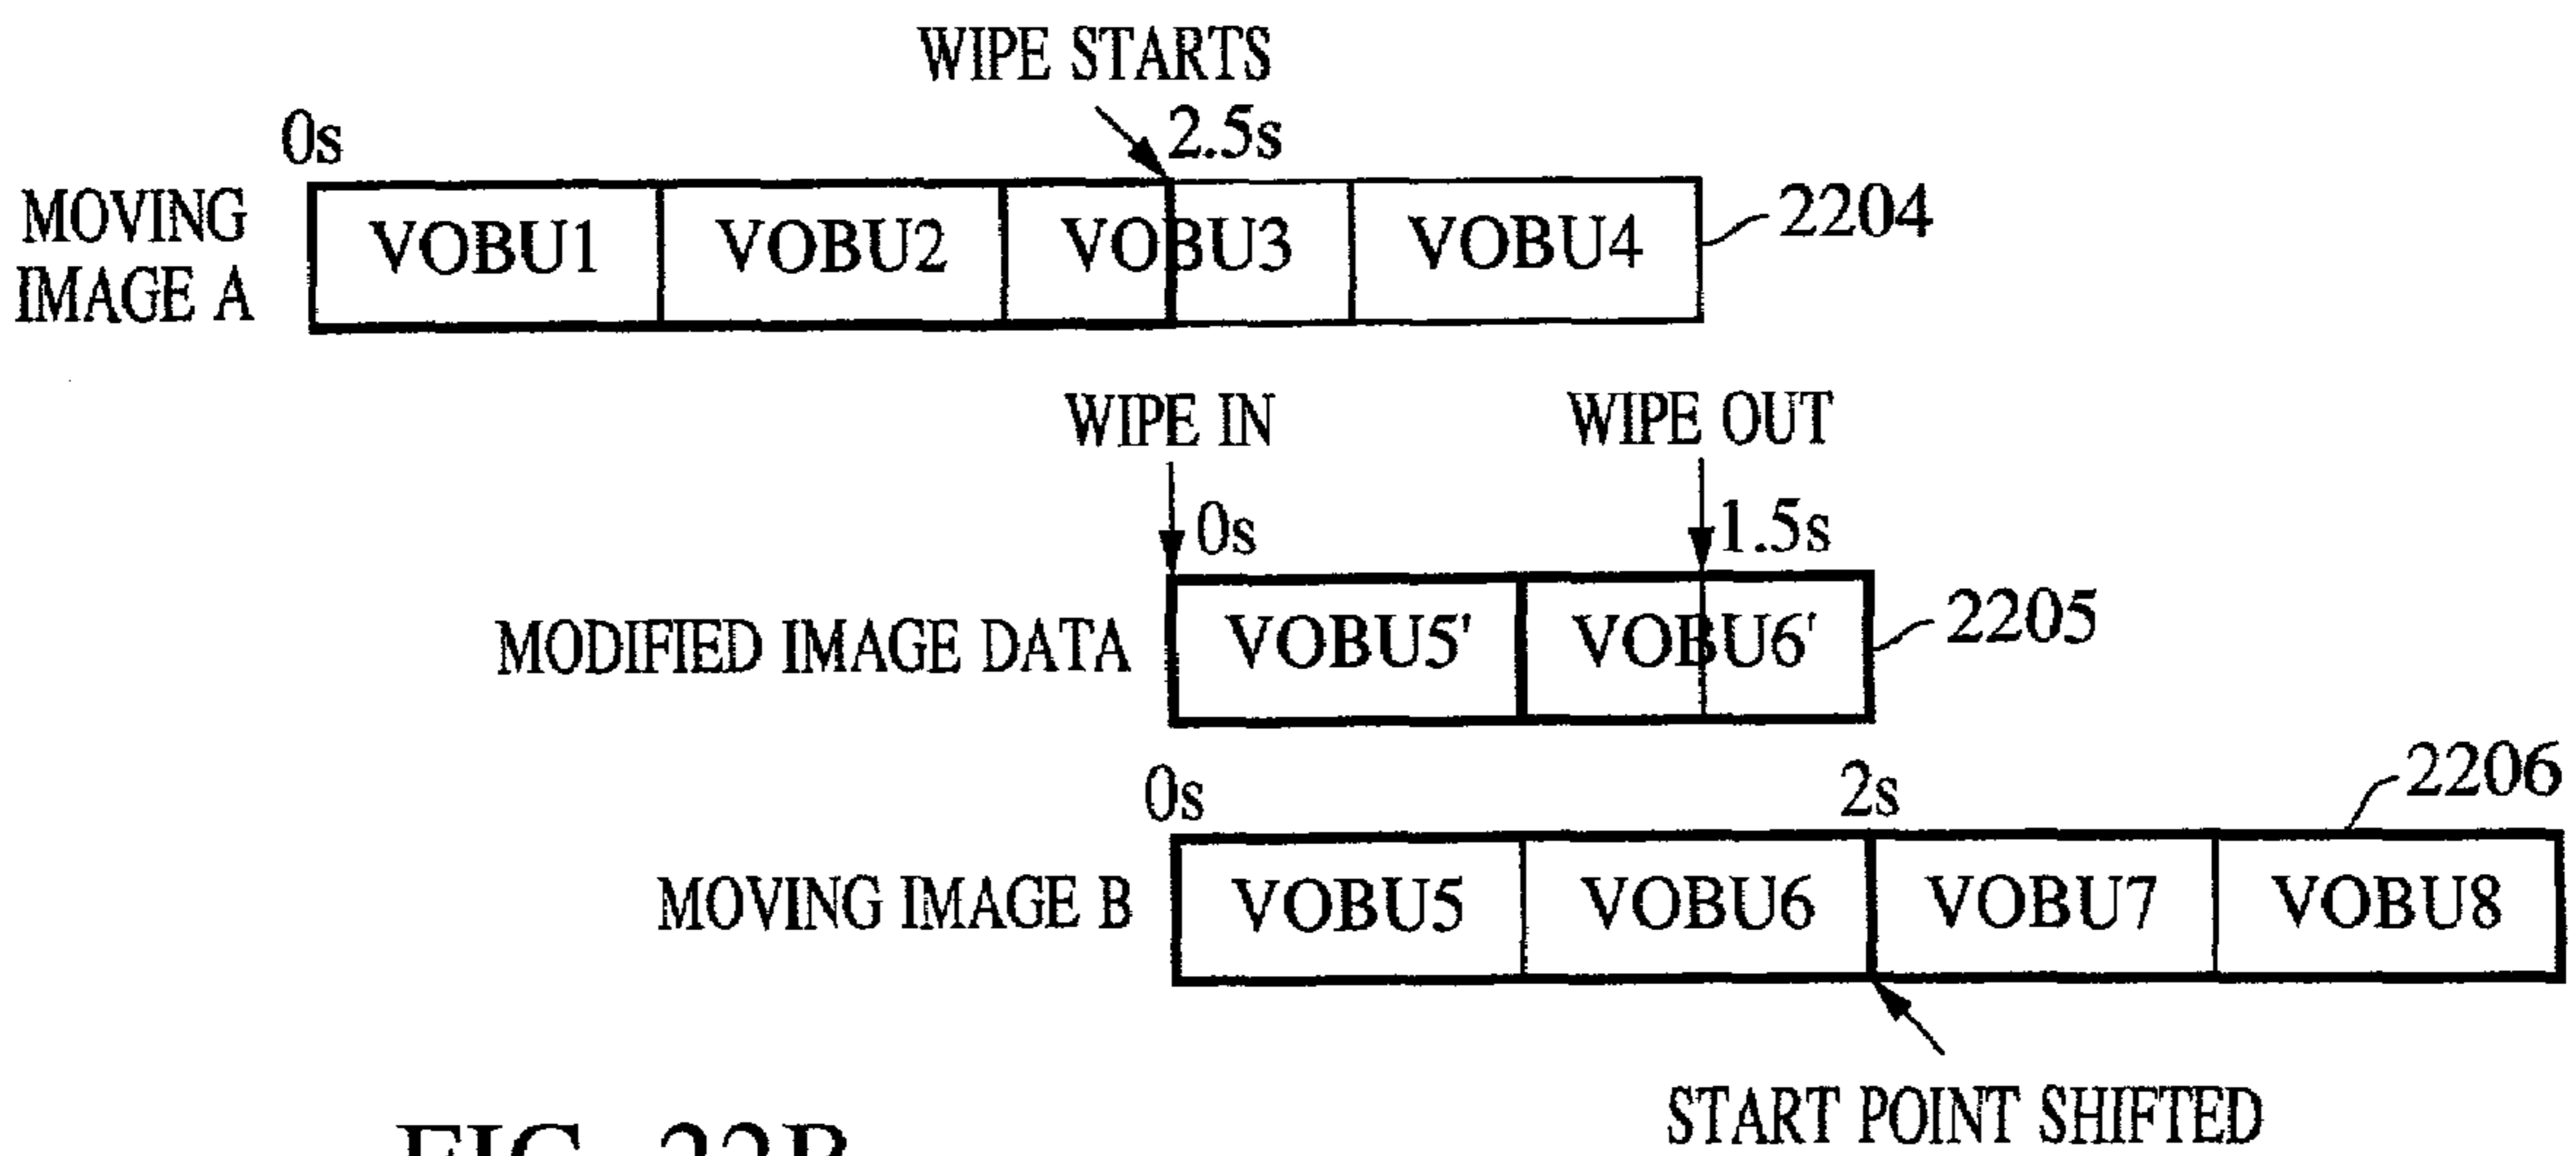 WIPE STARTS
0s
2.5s
MOVING
IMAGE A
VOBU1
VOBU2
VOBU3
VOBU4
2204
WIPE IN
WIPE OUT
0s
1.5s
MODIFIED IMAGE DATA
VOBU5'
VOBU6'
2205
0s
2s
2206
MOVING IMAGE B
VOBU5
VOBU6
VOBU7
VOBU8
START POINT SHIFTED